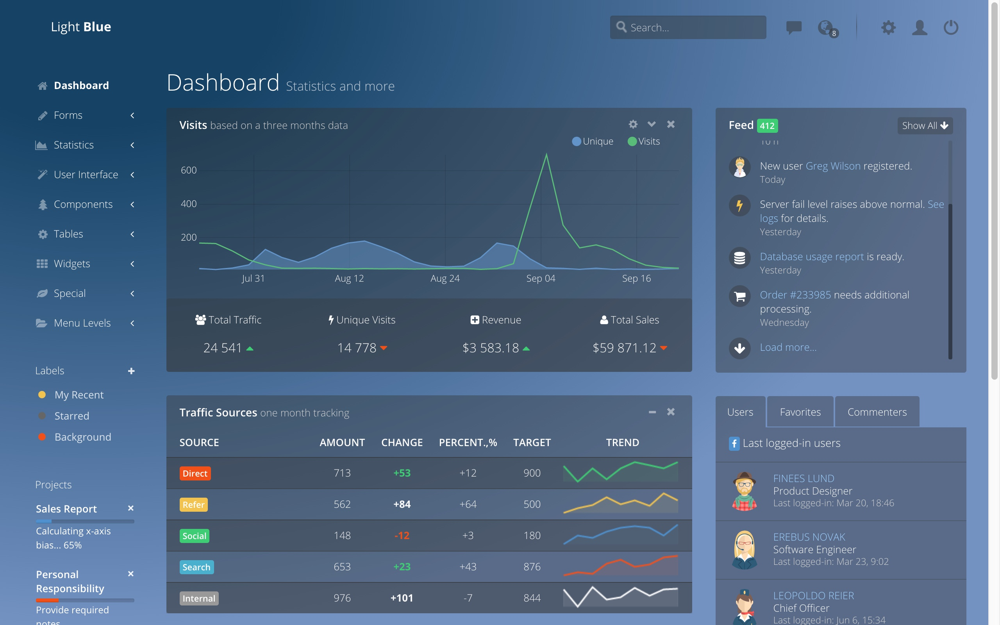 Light Blue
Search...
8
Dashboard
Forms
Statistics
User Interface
Components
Tables
Widgets
Special
Menu Levels
Labels
My Recent
Starred
Background
Projects
Sales Report
Calculating x-axis
bias... 65%
Personal
Responsibility
Provide required
notes
Dashboard Statistics and more
Visits based on a three months data
Unique Visits
600
400
200
Jul 31 Aug 12 Aug 24 Sep 04 Sep 16
Total Traffic Unique Visits Revenue Total Sales
24 541 14 778 $3 583.18 $59 871.12
Traffic Sources one month tracking
SOURCE AMOUNT CHANGE PERCENT.,% TARGET TREND
Direct 713 +53 +12 900
Refer 562 +84 +64 500
Social 148 -12 +3 180
Search 653 +23 +43 876
Internal 976 +101 -7 844
Feed 412 Show All
New user Greg Wilson registered.
Today
Server fail level raises above normal. See
logs for details.
Yesterday
Database usage report is ready.
Yesterday
Order #233985 needs additional
processing.
Wednesday
Load more...
Users Favorites Commenters
f Last logged-in users
FINEES LUND
Product Designer
Last logged-in: Mar 20, 18:46
EREBUS NOVAK
Software Engineer
Last logged-in: Mar 23, 9:02
LEOPOLDO REIER
Chief Officer
Last logged-in: Jun 6, 15:34